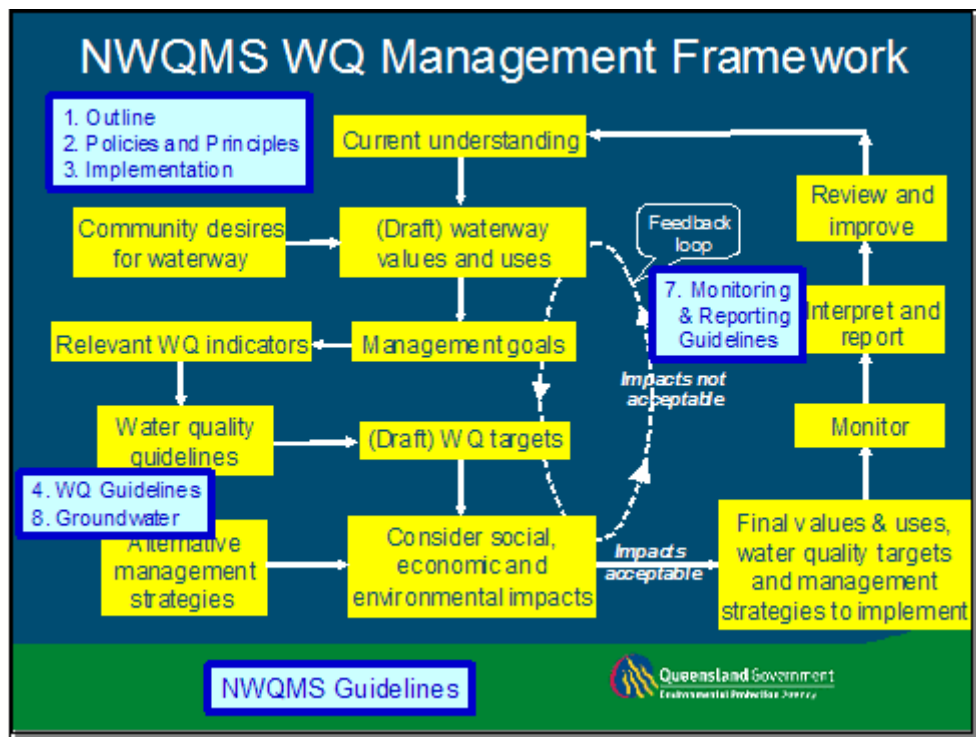 NWQMS WQ Management Framework
1. Outline
2. Policies and Principles
3. Implementation
Current understanding
Community desires
for waterway
(Draft) waterway
values and uses
Feedback
loop
Review and
improve
7. Monitoring
& Reporting
Guidelines
Interpret and
report
Relevant WQ indicators
Management goals
Impacts not
acceptable
Water quality
guidelines
(Draft) WQ targets
Monitor
4. WQ Guidelines
8. Groundwater
Alternative
management
strategies
Consider social,
economic and
environmental impacts
Impacts
acceptable
Final values & uses,
water quality targets
and management
strategies to implement
NWQMS Guidelines
Queensland Government
Environmental Protection Agency